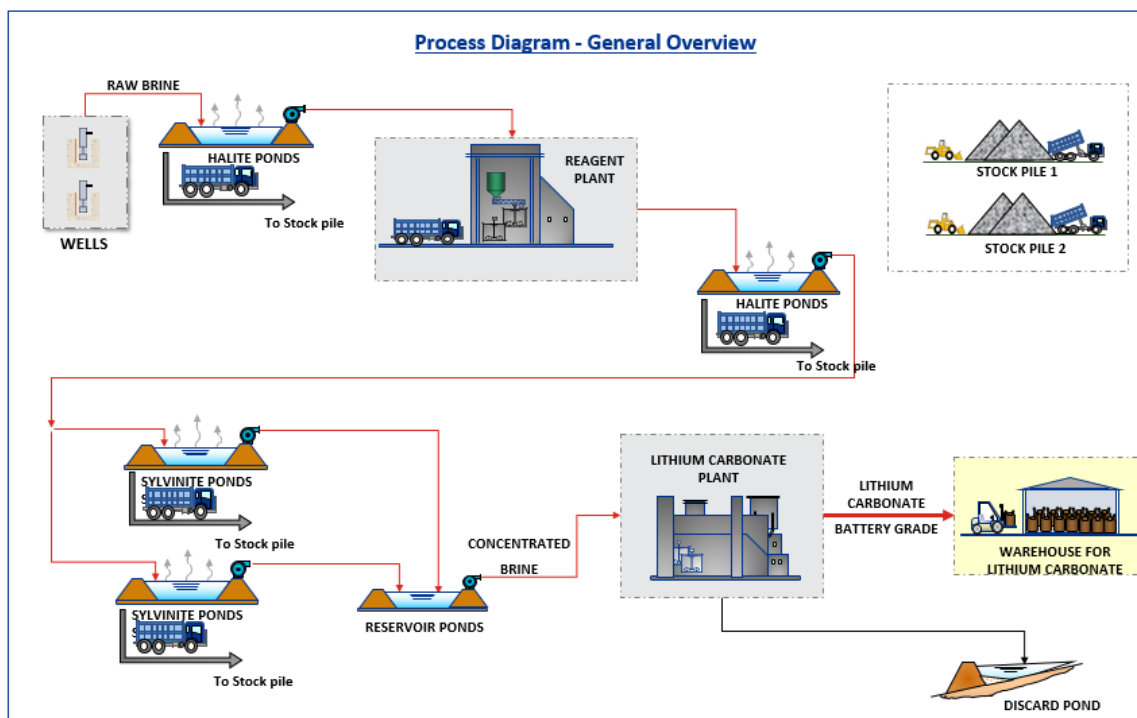 Process Diagram - General Overview
RAW BRINE
HALITE PONDS
To Stock pile
WELLS
REAGENT
PLANT
STOCK PILE 1
STOCK PILE 2
HALITE PONDS
To Stock pile
SYLVINITE PONDS
To Stock pile
SYLVINITE PONDS
To Stock pile
RESERVOIR PONDS
CONCENTRATED
BRINE
LITHIUM CARBONATE
PLANT
LITHIUM
CARBONATE
BATTERY GRADE
WAREHOUSE FOR
LITHIUM CARBONATE
DISCARD POND